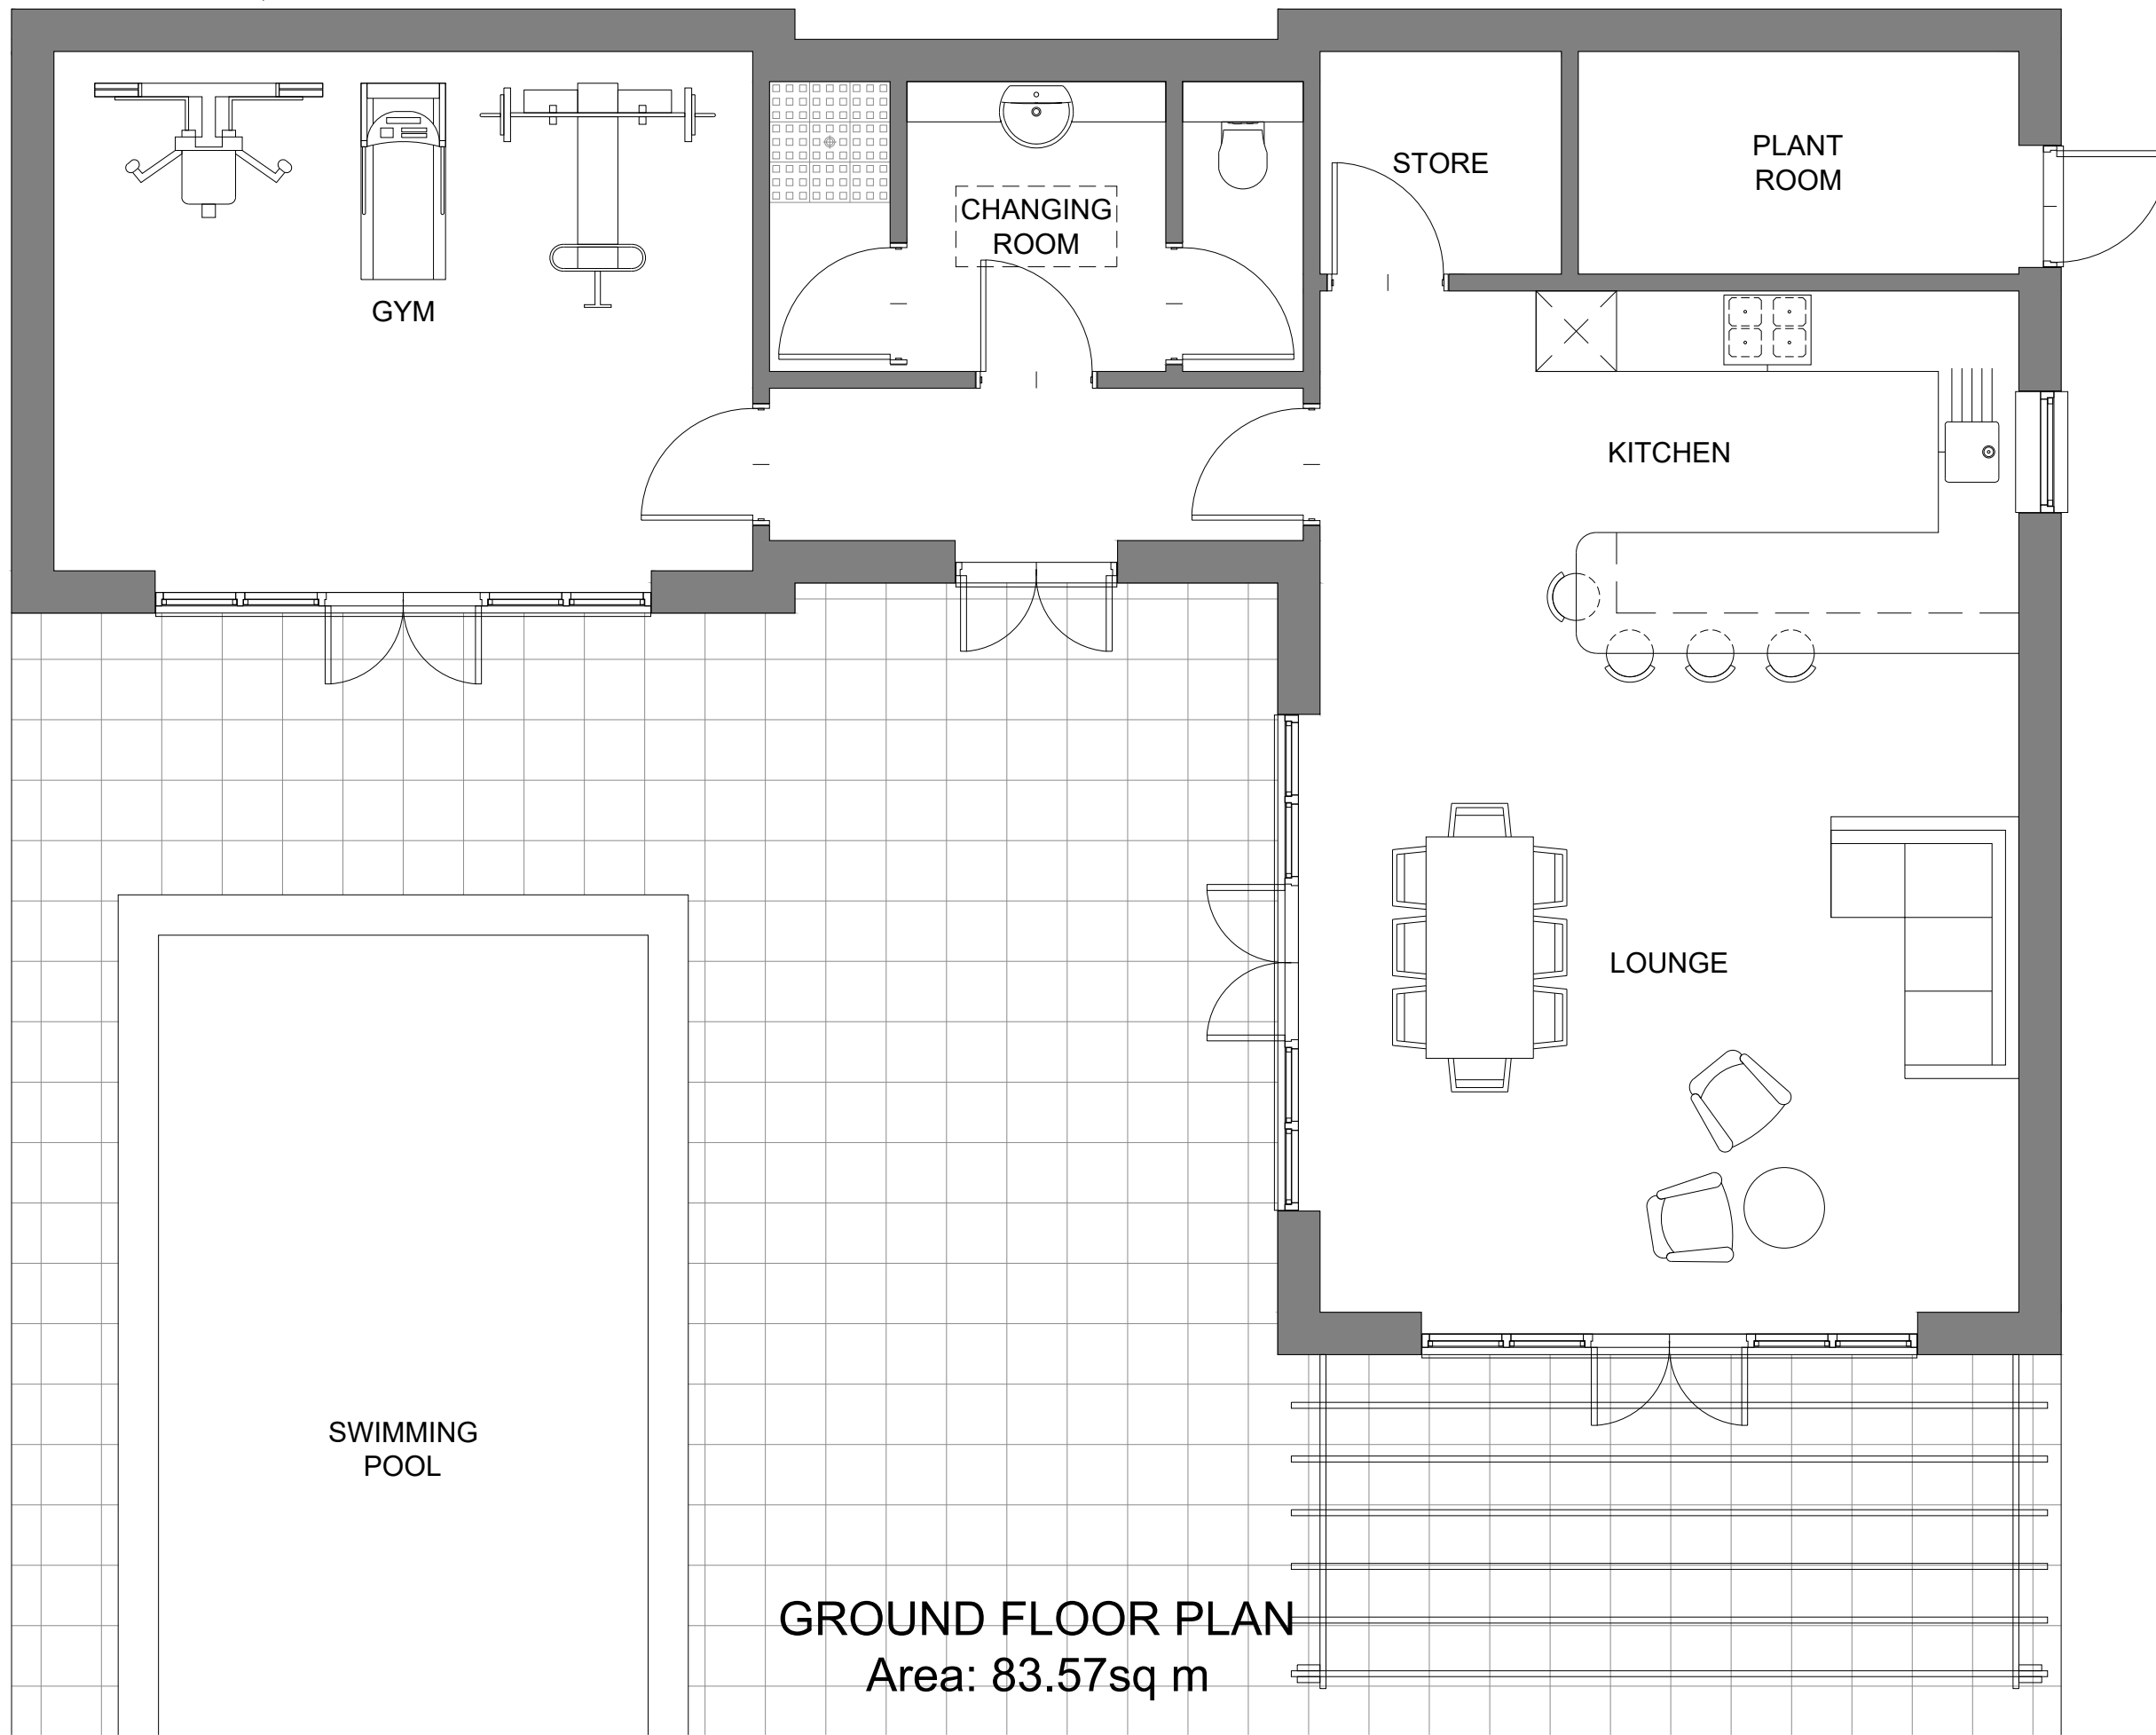 STORE
PLANT
ROOM
CHANGING
ROOM
GYM
KITCHEN
LOUNGE
SWIMMING
POOL
GROUND FLOOR PLAN
Area: 83.57sq m